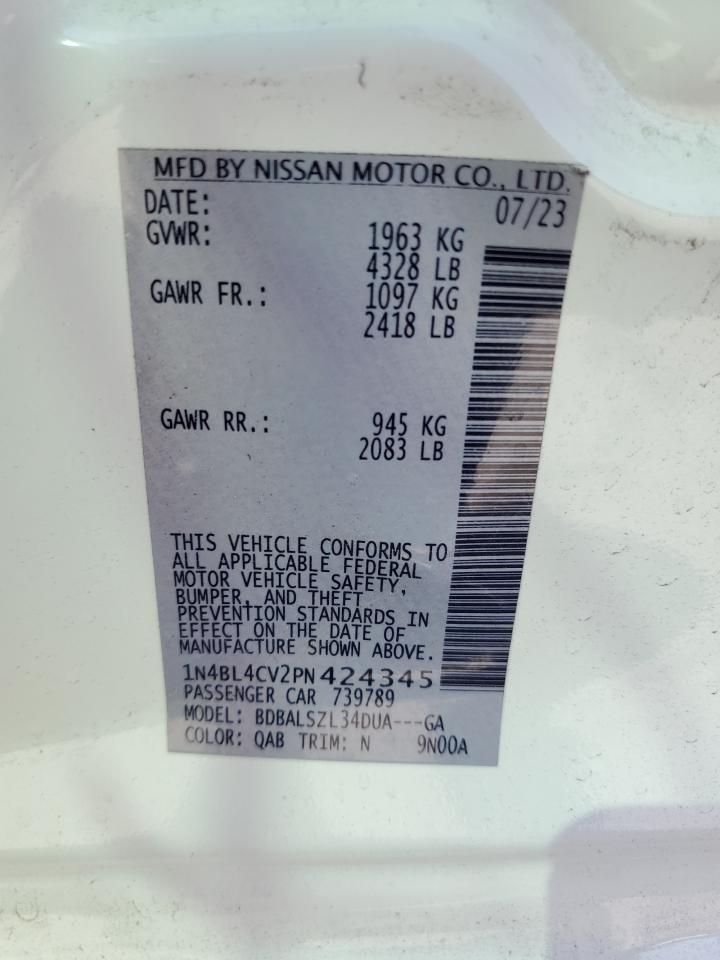 MFD BY NISSAN MOTOR CO., LTD.
DATE: 07/23
GVWR: 1963 KG
4328 LB
GAWR FR.: 1097 KG
2418 LB
GAWR RR.: 945 KG
2083 LB
THIS VEHICLE CONFORMS TO
ALL APPLICABLE FEDERAL
MOTOR VEHICLE SAFETY,
BUMPER, AND THEFT
PREVENTION STANDARDS IN
EFFECT ON THE DATE OF
MANUFACTURE SHOWN ABOVE.
1N4BL4CV2PN424345
PASSENGER CAR 739789
MODEL: BDBALSZL34DUA---GA
COLOR: QAB TRIM: N 9N00A